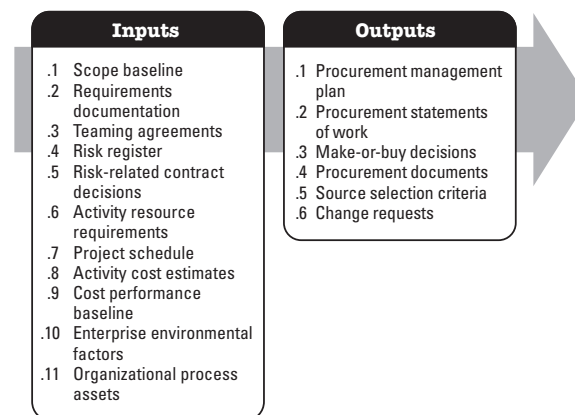 Inputs
.1 Scope baseline
.2 Requirements
documentation
.3 Teaming agreements
.4 Risk register
.5 Risk-related contract
decisions
.6 Activity resource
requirements
.7 Project schedule
.8 Activity cost estimates
.9 Cost performance
baseline
.10 Enterprise environmental
factors
.11 Organizational process
assets
Outputs
.1 Procurement management
plan
.2 Procurement statements
of work
.3 Make-or-buy decisions
.4 Procurement documents
.5 Source selection criteria
.6 Change requests